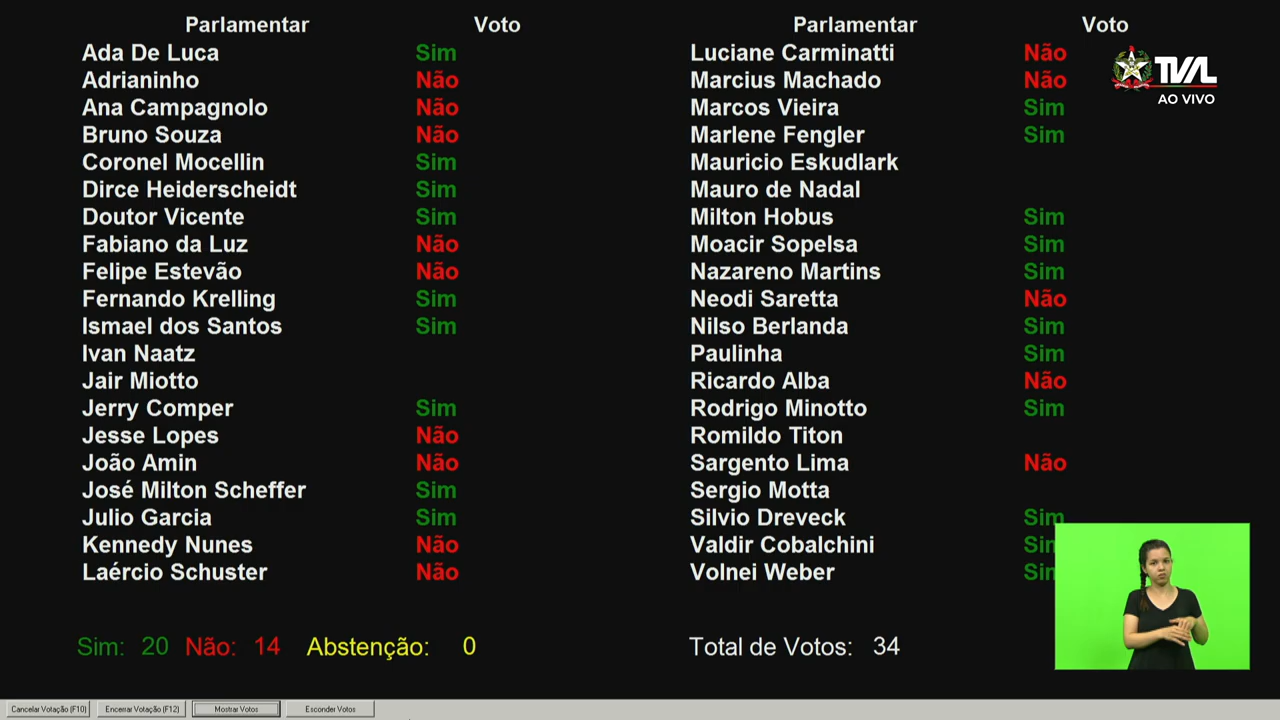 Parlamentar Voto
Ada De Luca Sim
Adrianinho Não
Ana Campagnolo Não
Bruno Souza Não
Coronel Mocellin Sim
Dirce Heiderscheidt Sim
Doutor Vicente Sim
Fabiano da Luz Não
Felipe Estevão Não
Fernando Krelling Sim
Ismael dos Santos Sim
Ivan Naatz
Jair Miotto
Jerry Comper Sim
Jesse Lopes Não
João Amin Não
José Milton Scheffer Sim
Julio Garcia Sim
Kennedy Nunes Não
Laércio Schuster Não
Parlamentar Voto
Luciane Carminatti Não
Marcius Machado Não
Marcos Vieira Sim
Marlene Fengler Sim
Mauricio Eskudlark
Mauro de Nadal
Milton Hobus Sim
Moacir Sopelsa Sim
Nazareno Martins Sim
Neodi Saretta Não
Nilso Berlanda Sim
Paulinha Sim
Ricardo Alba Não
Rodrigo Minotto Sim
Romildo Titon
Sargento Lima Não
Sergio Motta
Silvio Dreveck Sim
Valdir Cobalchini Sim
Volnei Weber Sim
TVAL
AO VIVO
Sim: 20 Não: 14 Abstenção: 0 Total de Votos: 34
Cancelar Votação (F10) Encerrar Votação (F12) Mostrar Votos Esconder Votos